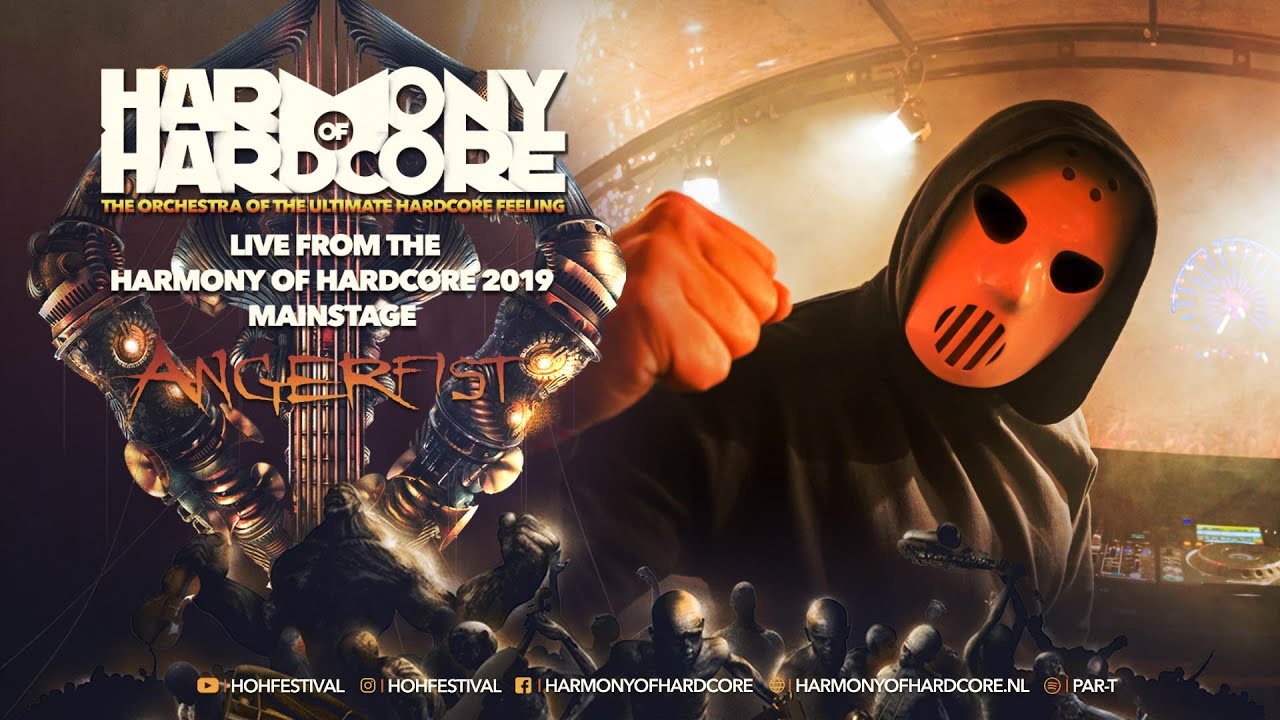 HARMONY
OF
HARDCORE
THE ORCHESTRA OF THE ULTIMATE HARDCORE FEELING
LIVE FROM THE
HARMONY OF HARDCORE 2019
MAINSTAGE
ANGERFIST
HOHFESTIVAL | HOHFESTIVAL | HARMONYOFHARDCORE | HARMONYOFHARDCORE.NL | PAR-T